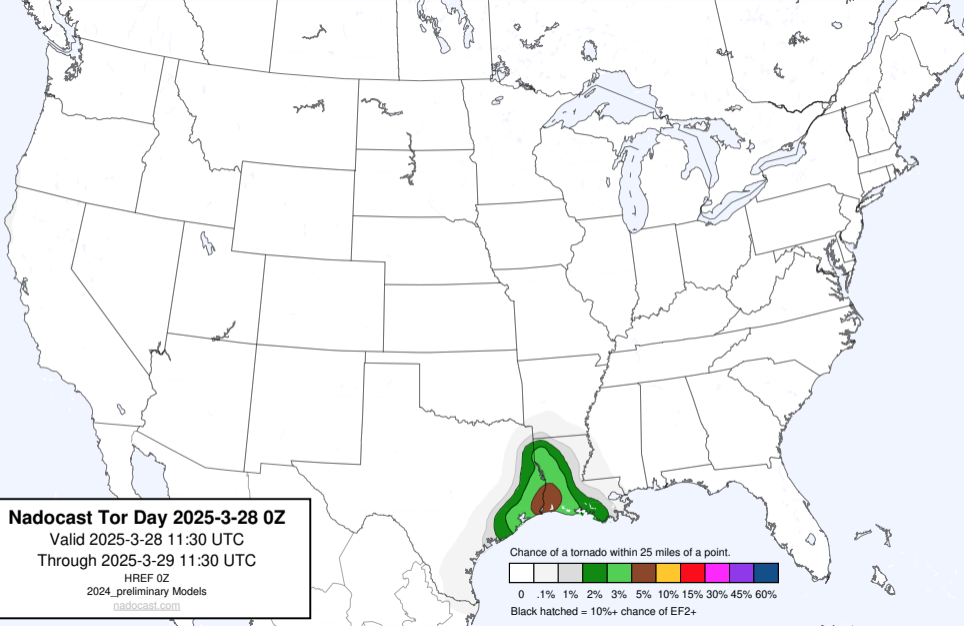 Nadocast Tor Day 2025-3-28 0Z
Valid 2025-3-28 11:30 UTC
Through 2025-3-29 11:30 UTC
HREF 0Z
2024_preliminary Models
nadocast.com
Chance of a tornado within 25 miles of a point.
0 .1% 1% 2% 3% 5% 10% 15% 30% 45% 60%
Black hatched = 10%+ chance of EF2+